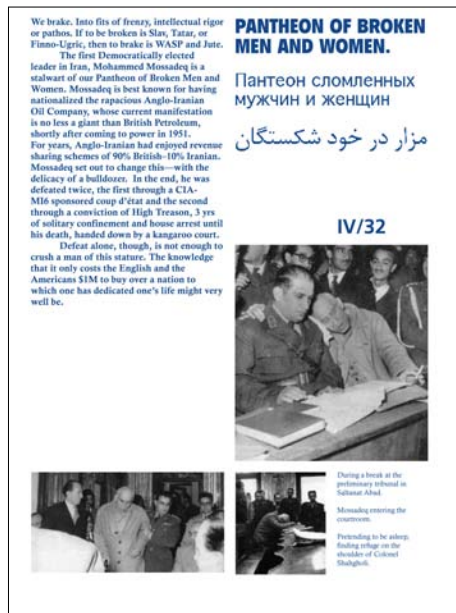 We brake. Into fits of frenzy, intellectual rigor
or pathos. If to be broken is Slav, Tatar, or
Finno-Ugric, then to brake is WASP and Jute.
The first Democratically elected
leader in Iran, Mohammed Mossadeq is a
stalwart of our Pantheon of Broken Men and
Women. Mossadeq is best known for having
nationalized the rapacious Anglo-Iranian
Oil Company, whose current manifestation
is no less a giant than British Petroleum,
shortly after coming to power in 1951.
For years, Anglo-Iranian had enjoyed revenue
sharing schemes of 90% British–10% Iranian.
Mossadeq set out to change this—with the
delicacy of a bulldozer. In the end, he was
defeated twice, the first through a CIA-
MI6 sponsored coup d'état and the second
through a conviction of High Treason, 3 yrs
of solitary confinement and house arrest until
his death, handed down by a kangaroo court.
Defeat alone, though, is not enough to
crush a man of this stature. The knowledge
that it only costs the English and the
Americans $1M to buy over a nation to
which one has dedicated one's life might very
well be.
PANTHEON OF BROKEN
MEN AND WOMEN.
Пантеон сломленных
мужчин и женщин
مزار در خود شکستگان
IV/32
During a break at the
preliminary tribunal in
Saltanat Abad.
Mossadeq entering the
courtroom.
Pretending to be asleep,
finding refuge on the
shoulder of Colonel
Shahgholi.